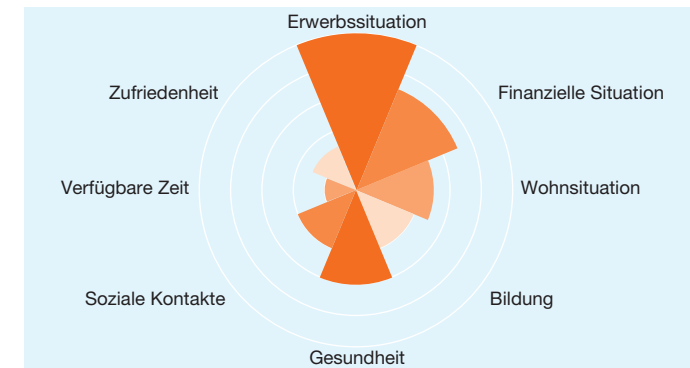 Erwerbssituation
Zufriedenheit
Finanzielle Situation
Verfügbare Zeit
Wohnsituation
Soziale Kontakte
Bildung
Gesundheit